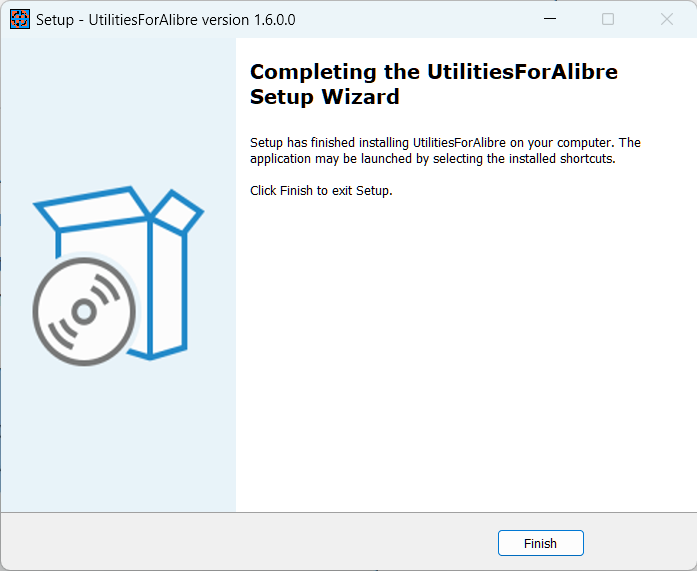 Setup - UtilitiesForAlibre version 1.6.0.0
Completing the UtilitiesForAlibre
Setup Wizard
Setup has finished installing UtilitiesForAlibre on your computer. The
application may be launched by selecting the installed shortcuts.
Click Finish to exit Setup.
Finish